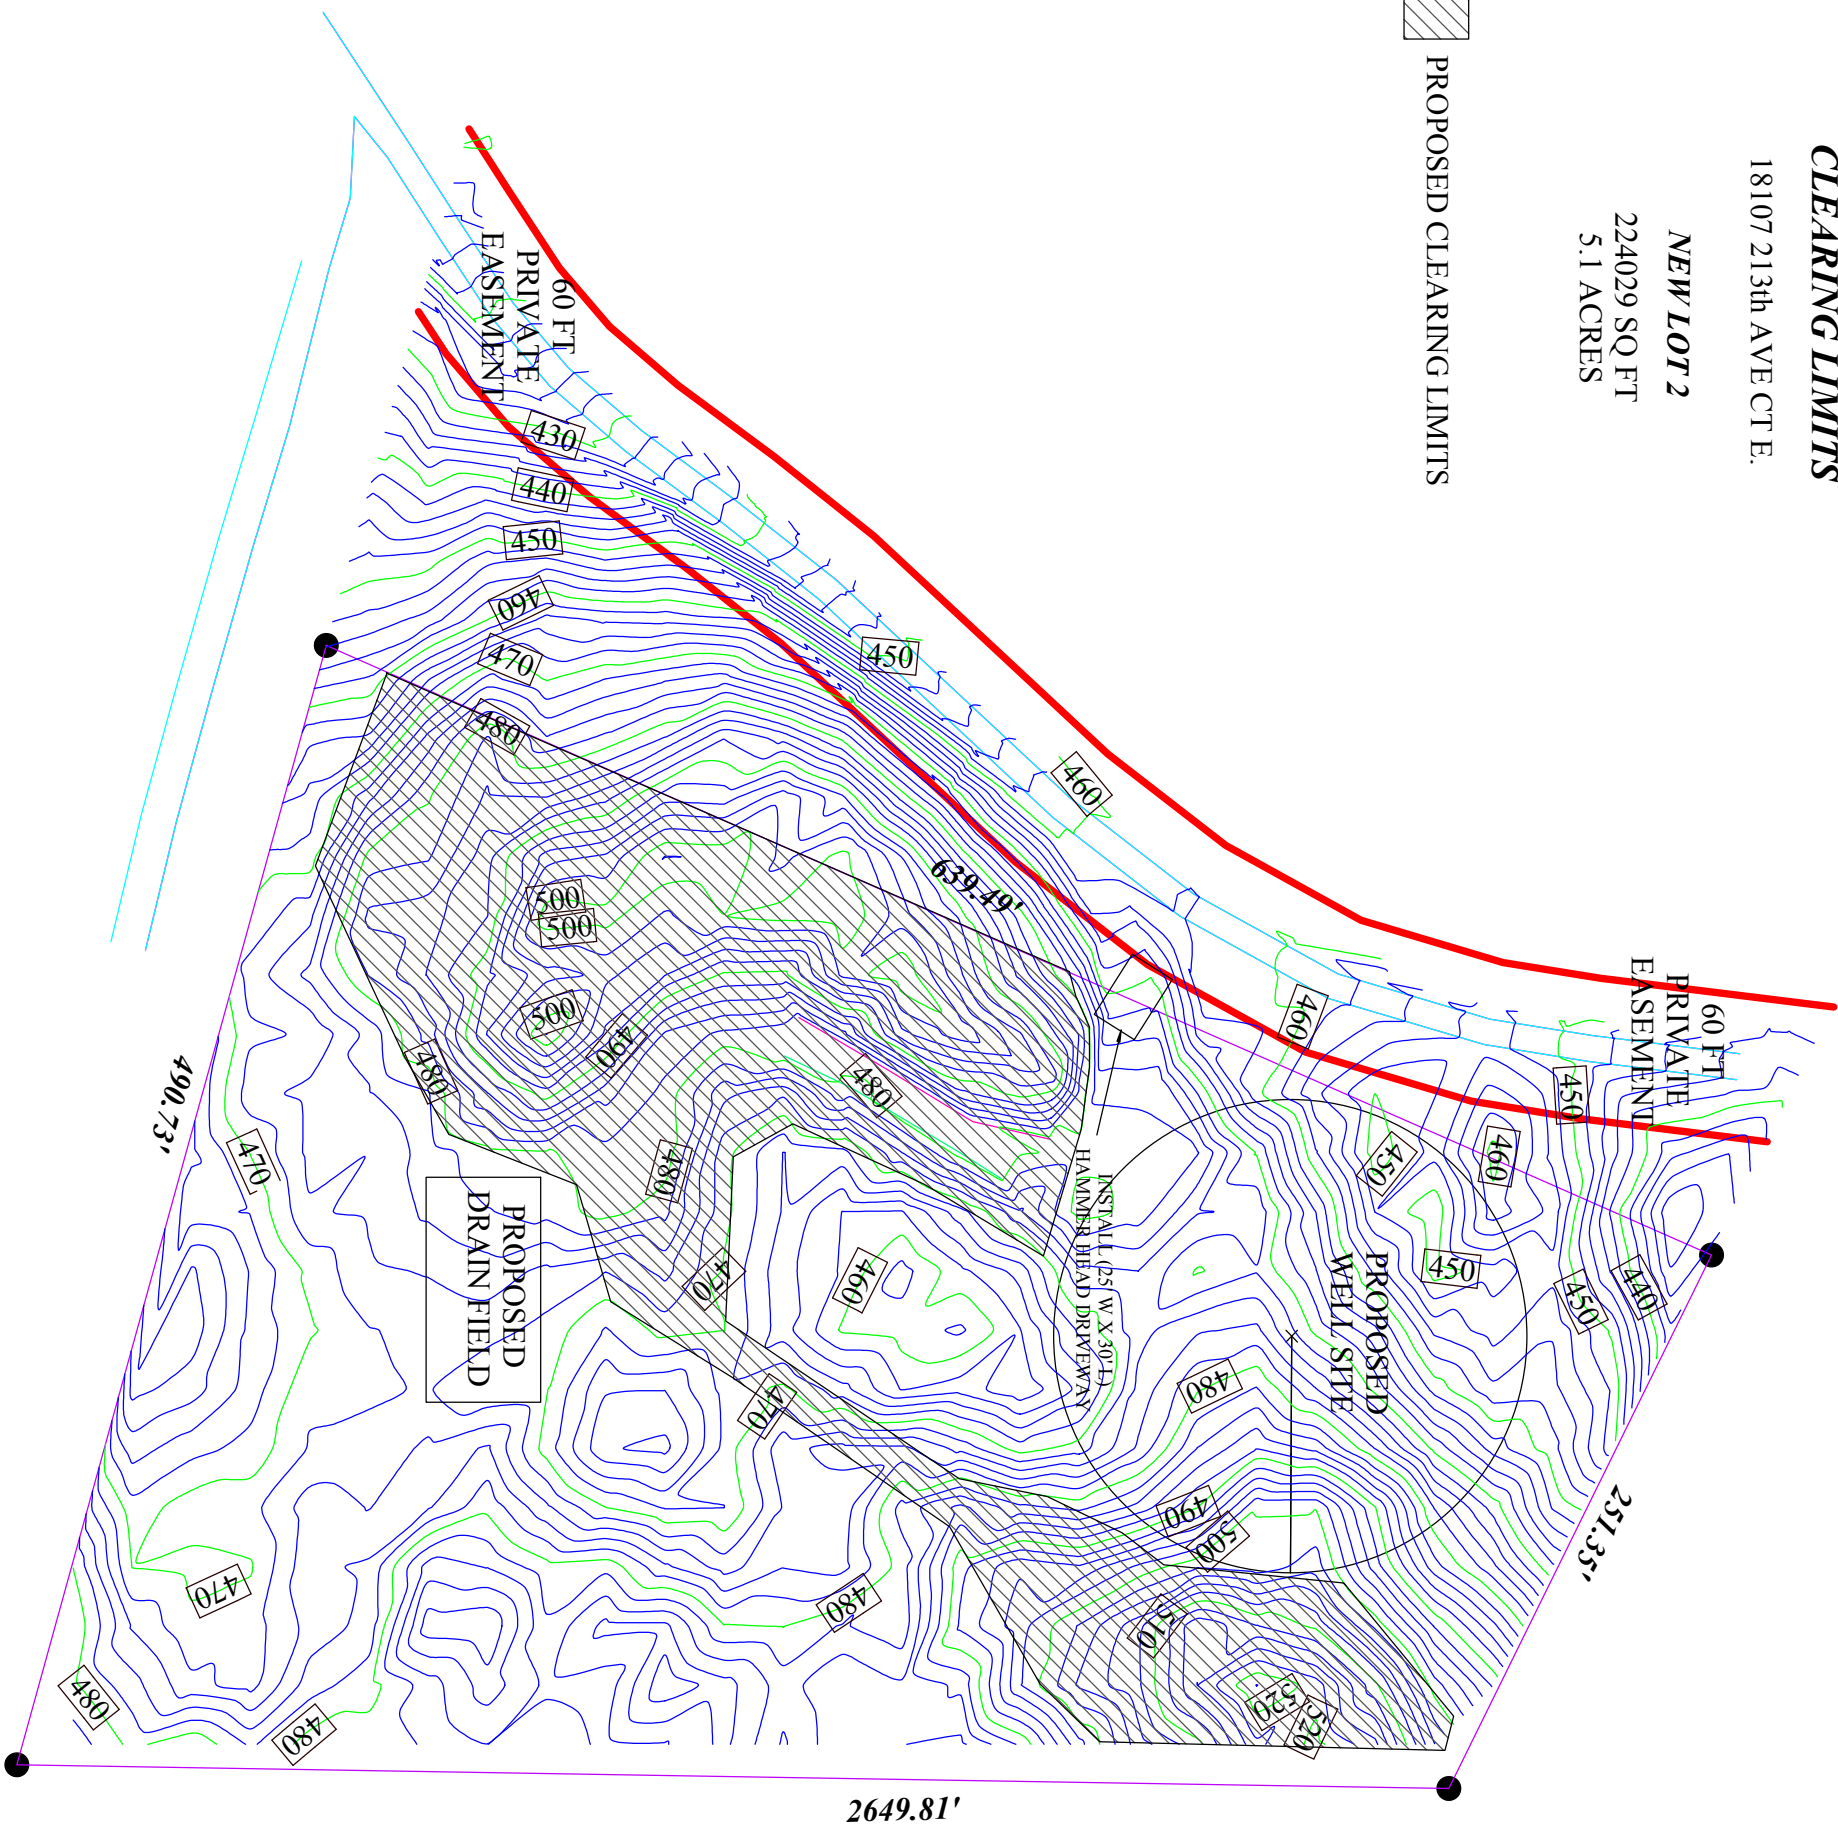 CLEARING LIMITS
18107 213th AVE CT E.
NEW LOT 2
224029 SQ FT
5.1 ACRES
PROPOSED CLEARING LIMITS
60 FT
PRIVATE
EASEMENT
430
440
450
460
470
480
450
460
639.49'
60 FT
PRIVATE
EASEMENT
460
450
460
450
450
450
440
500
500
500
490
480
480
480
470
460
INSTALL (25' W X 30' L)
HAMMERHEAD DRIVEWAY
PROPOSED
WELL SITE
PROPOSED
DRAIN FIELD
490.73'
470
470
480
490
500
251.35'
510
520
520
480
470
480
480
2649.81'